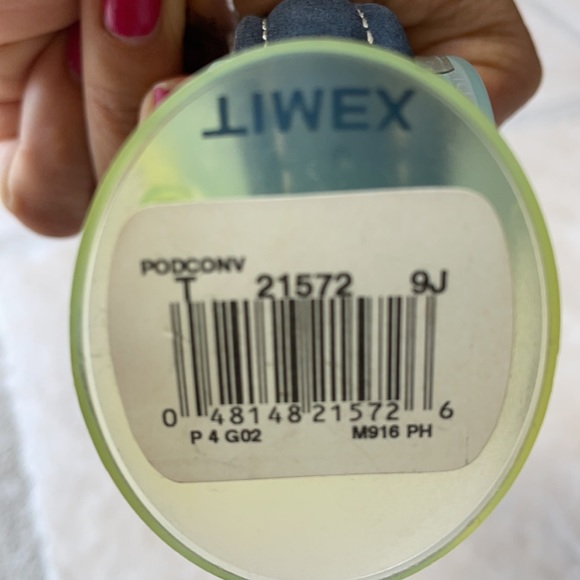 TIMEX
PODCONV
T 21572 9J
0 48148 21572 6
P 4 G02 M916 PH